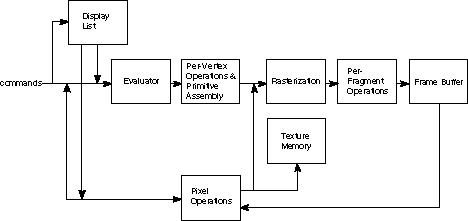 Display
List
commands
Evaluator
Per-Vertex
Operations &
Primitive
Assembly
Rasterization
Per-
Fragment
Operations
Frame Buffer
Texture
Memory
Pixel
Operations